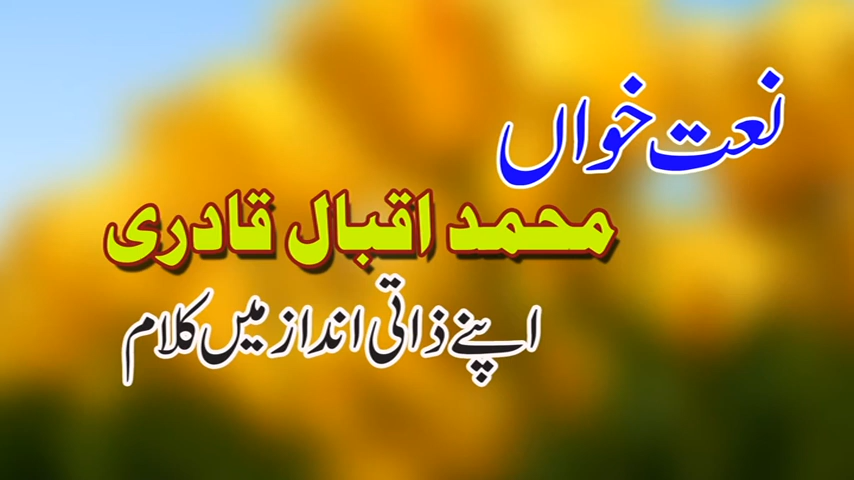 نعت خواں
محمد اقبال قادری
اپنے ذاتی انداز میں کلام